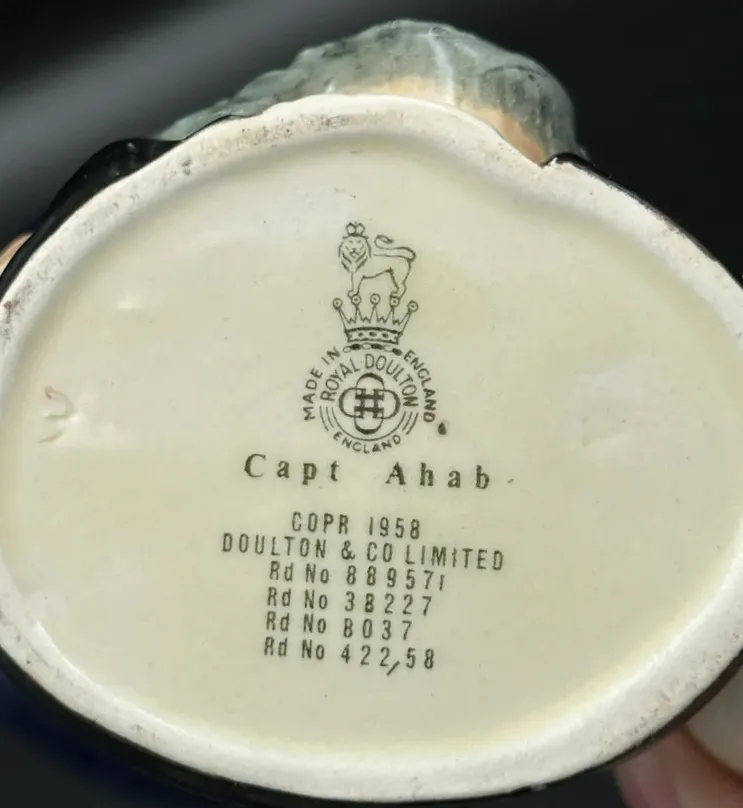 MADE IN ENGLAND
ROYAL DOULTON
ENGLAND
Capt Ahab
COPR 1958
DOULTON & CO LIMITED
Rd No 889571
Rd No 38227
Rd No 8037
Rd No 422/58